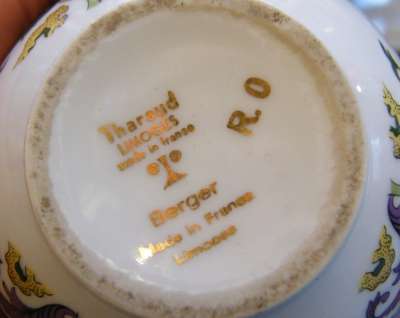 Tharaud
LIMOGES
made in france
R O
Berger
Made in France
Limoges